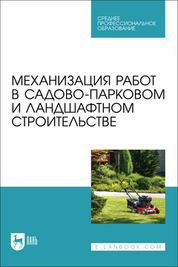 СРЕДНЕЕ
ПРОФЕССИОНАЛЬНОЕ
ОБРАЗОВАНИЕ
МЕХАНИЗАЦИЯ РАБОТ
В САДОВО-ПАРКОВОМ
И ЛАНДШАФТНОМ
СТРОИТЕЛЬСТВЕ
ЛАНЬ
E.LANBOOK.COM